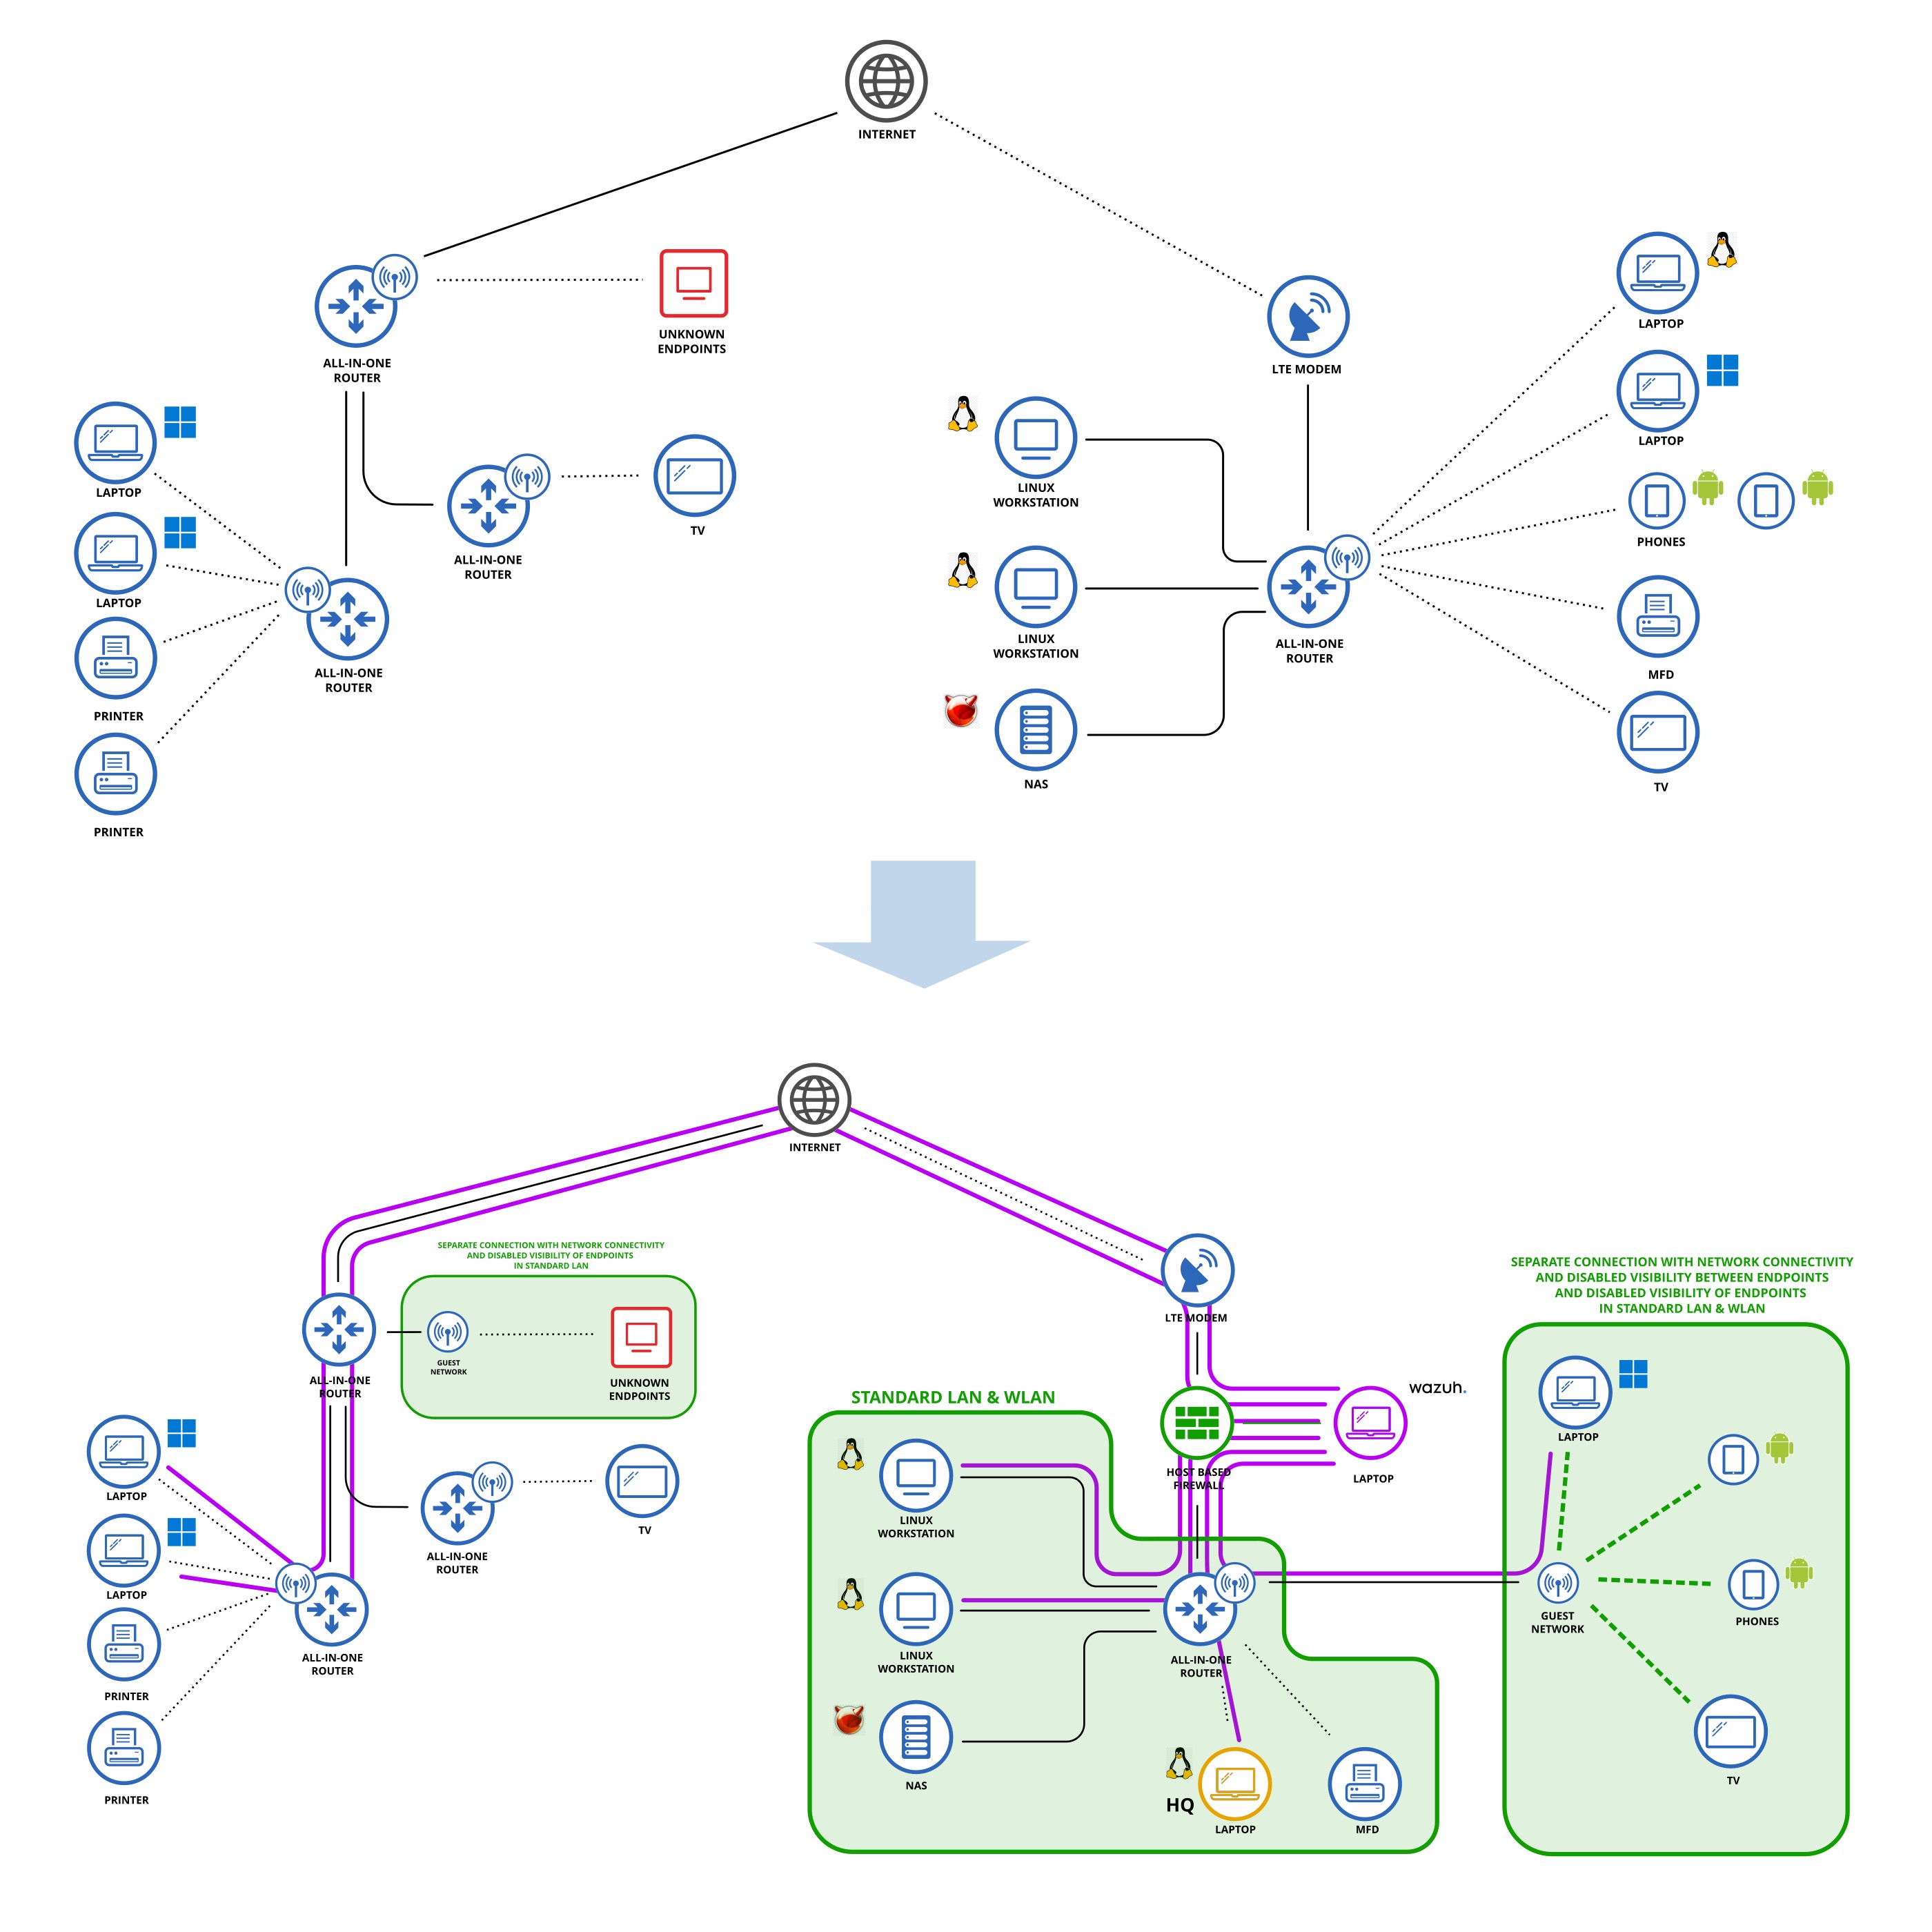 INTERNET
UNKNOWN
ENDPOINTS
ALL-IN-ONE
ROUTER
LTE MODEM
LAPTOP
LAPTOP
LAPTOP
LINUX
WORKSTATION
TV
PHONES
ALL-IN-ONE
ROUTER
LAPTOP
LINUX
WORKSTATION
ALL-IN-ONE
ROUTER
ALL-IN-ONE
ROUTER
MFD
PRINTER
NAS
TV
PRINTER
INTERNET
SEPARATE CONNECTION WITH NETWORK CONNECTIVITY
AND DISABLED VISIBILITY OF ENDPOINTS
IN STANDARD LAN
SEPARATE CONNECTION WITH NETWORK CONNECTIVITY
AND DISABLED VISIBILITY BETWEEN ENDPOINTS
AND DISABLED VISIBILITY OF ENDPOINTS
IN STANDARD LAN & WLAN
LTE MODEM
GUEST
NETWORK
ALL-IN-ONE
ROUTER
UNKNOWN
ENDPOINTS
STANDARD LAN & WLAN
wazuh.
LAPTOP
HOST BASED
FIREWALL
LAPTOP
LAPTOP
LINUX
WORKSTATION
TV
ALL-IN-ONE
ROUTER
LAPTOP
GUEST
NETWORK
PHONES
ALL-IN-ONE
ROUTER
LINUX
WORKSTATION
ALL-IN-ONE
ROUTER
PRINTER
NAS
TV
PRINTER
HQ
LAPTOP
MFD